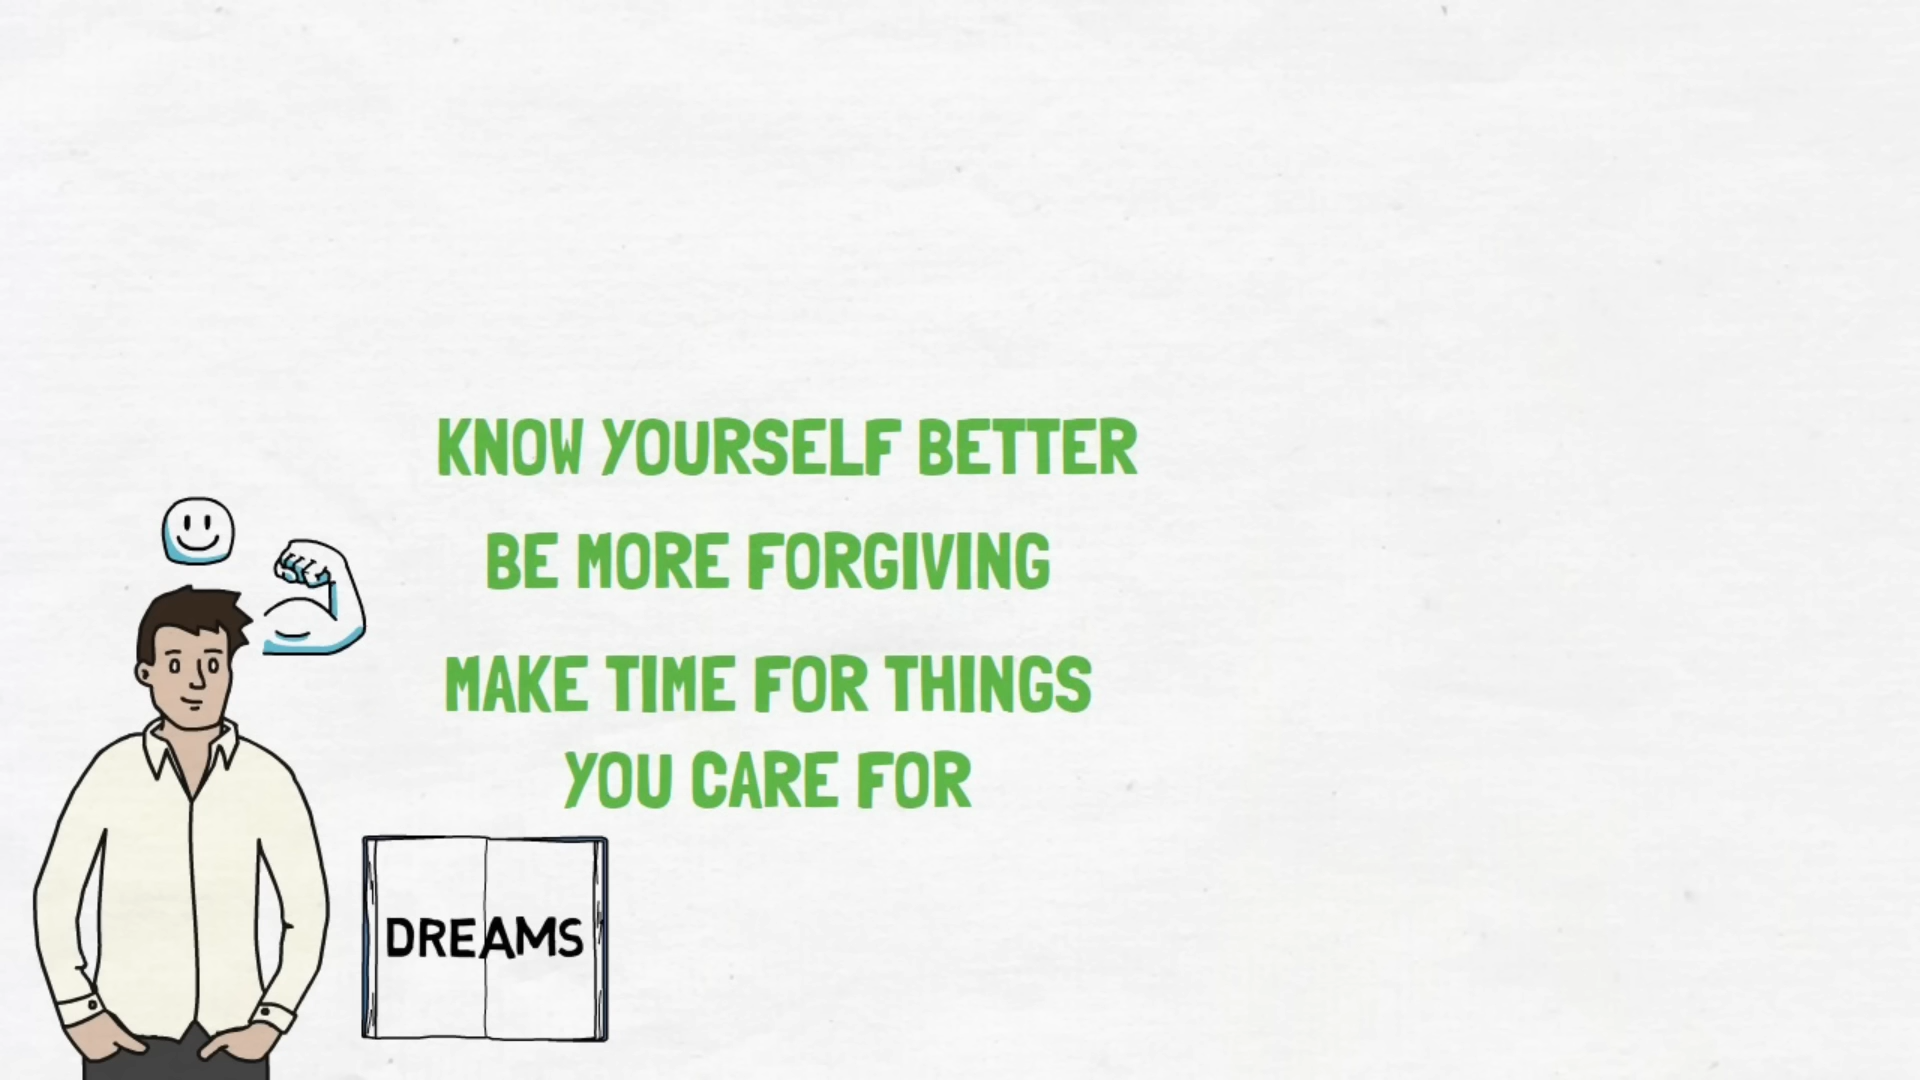 KNOW YOURSELF BETTER
BE MORE FORGIVING
MAKE TIME FOR THINGS
YOU CARE FOR
DREAMS